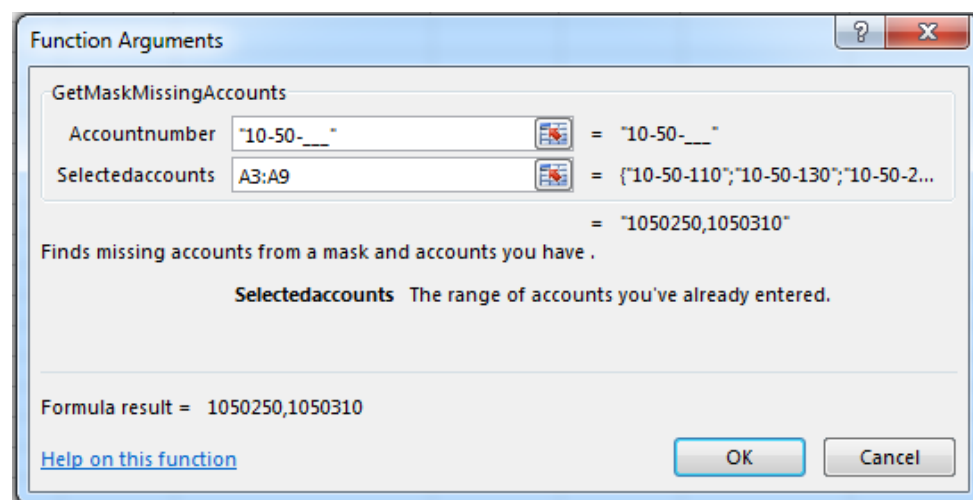 Function Arguments
?
X
GetMaskMissingAccounts
Accountnumber "10-50-___" = "10-50-___"
Selectedaccounts A3:A9 = {"10-50-110";"10-50-130";"10-50-2...
= "1050250,1050310"
Finds missing accounts from a mask and accounts you have .
Selectedaccounts The range of accounts you've already entered.
Formula result = 1050250,1050310
Help on this function
OK
Cancel